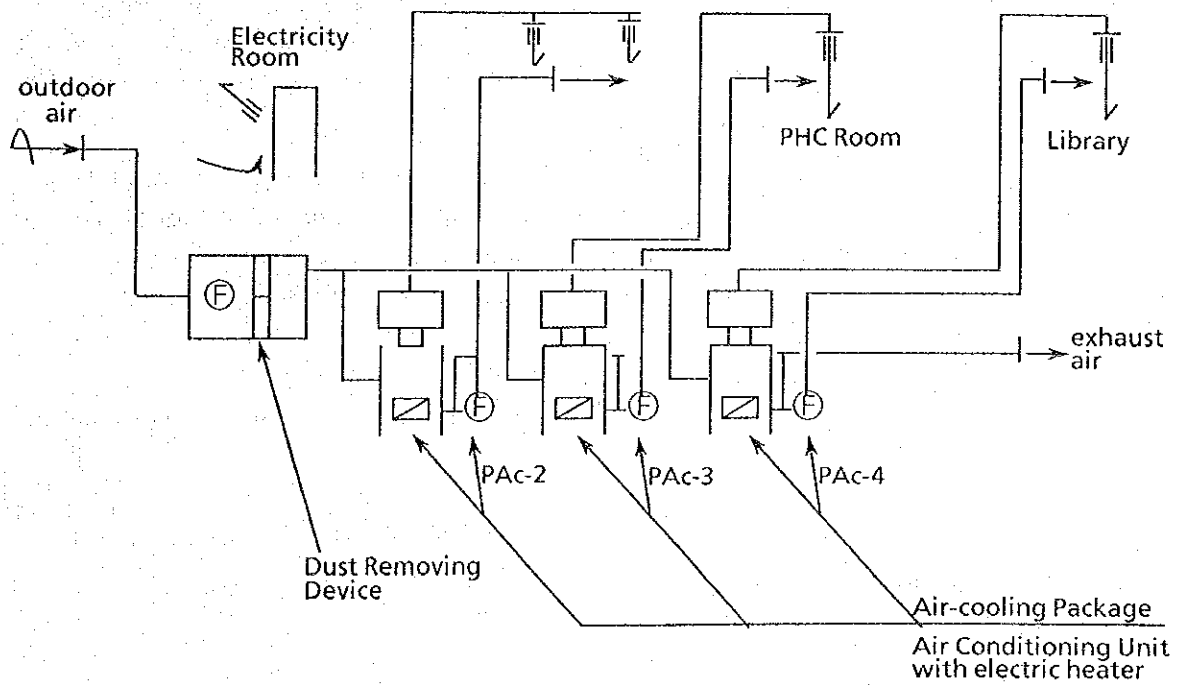 Electricity
Room
outdoor
air
PHC Room
Library
F
exhaust
air
F
F
F
PAc-2
PAc-3
PAc-4
Dust Removing
Device
Air-cooling Package
Air Conditioning Unit
with electric heater